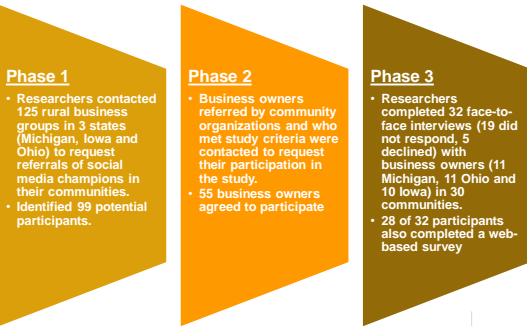 Phase 1
• Researchers contacted
125 rural business
groups in 3 states
(Michigan, Iowa and
Ohio) to request
referrals of social
media champions in
their communities.
• Identified 99 potential
participants.
Phase 2
• Business owners
referred by community
organizations and who
met study criteria were
contacted to request
their participation in
the study.
• 55 business owners
agreed to participate
Phase 3
• Researchers
completed 32 face-to-
face interviews (19 did
not respond, 5
declined) with
business owners (11
Michigan, 11 Ohio and
10 Iowa) in 30
communities.
• 28 of 32 participants
also completed a web-
based survey